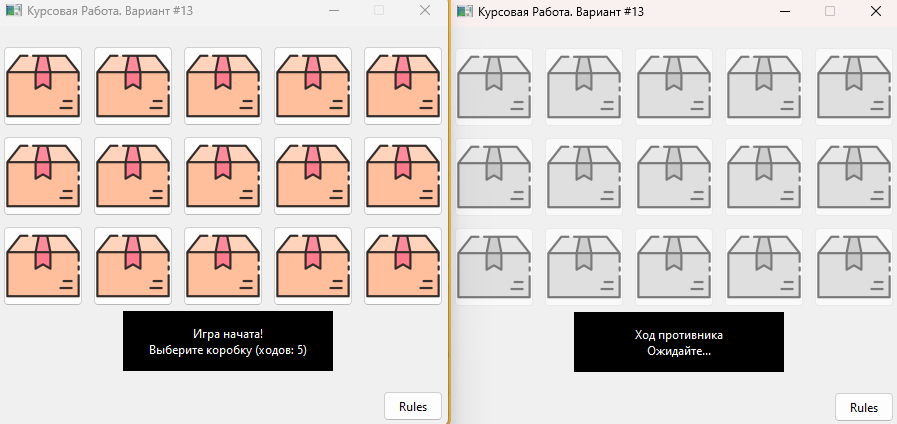 Курсовая Работа. Вариант #13
Игра начата!
Выберите коробку (ходов: 5)
Rules
Курсовая Работа. Вариант #13
Ход противника
Ожидайте...
Rules